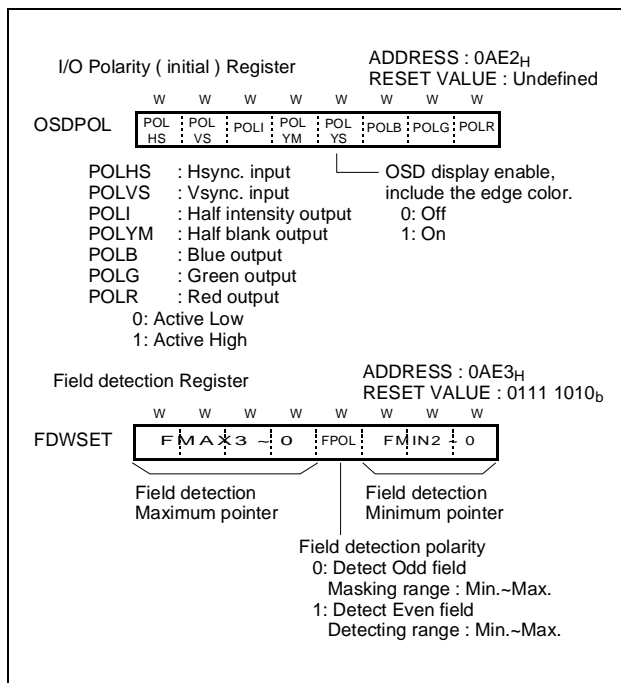 I/O Polarity ( initial ) Register
ADDRESS : 0AE2H
RESET VALUE : Undefined
W W W W W W W W
OSDPOL
POL HS POL VS POLI POL YM POL YS POLB POLG POLR
POLHS : Hsync. input
POLVS : Vsync. input
POLI : Half intensity output
POLYM : Half blank output
POLB : Blue output
POLG : Green output
POLR : Red output
0: Active Low
1: Active High
OSD display enable,
include the edge color.
0: Off
1: On
Field detection Register
ADDRESS : 0AE3H
RESET VALUE : 0111 1010b
W W W W W W W W
FDWSET
FMAX3 ~ 0 FPOL FMIN2 ~ 0
Field detection
Maximum pointer
Field detection
Minimum pointer
Field detection polarity
0: Detect Odd field
Masking range : Min.~Max.
1: Detect Even field
Detecting range : Min.~Max.